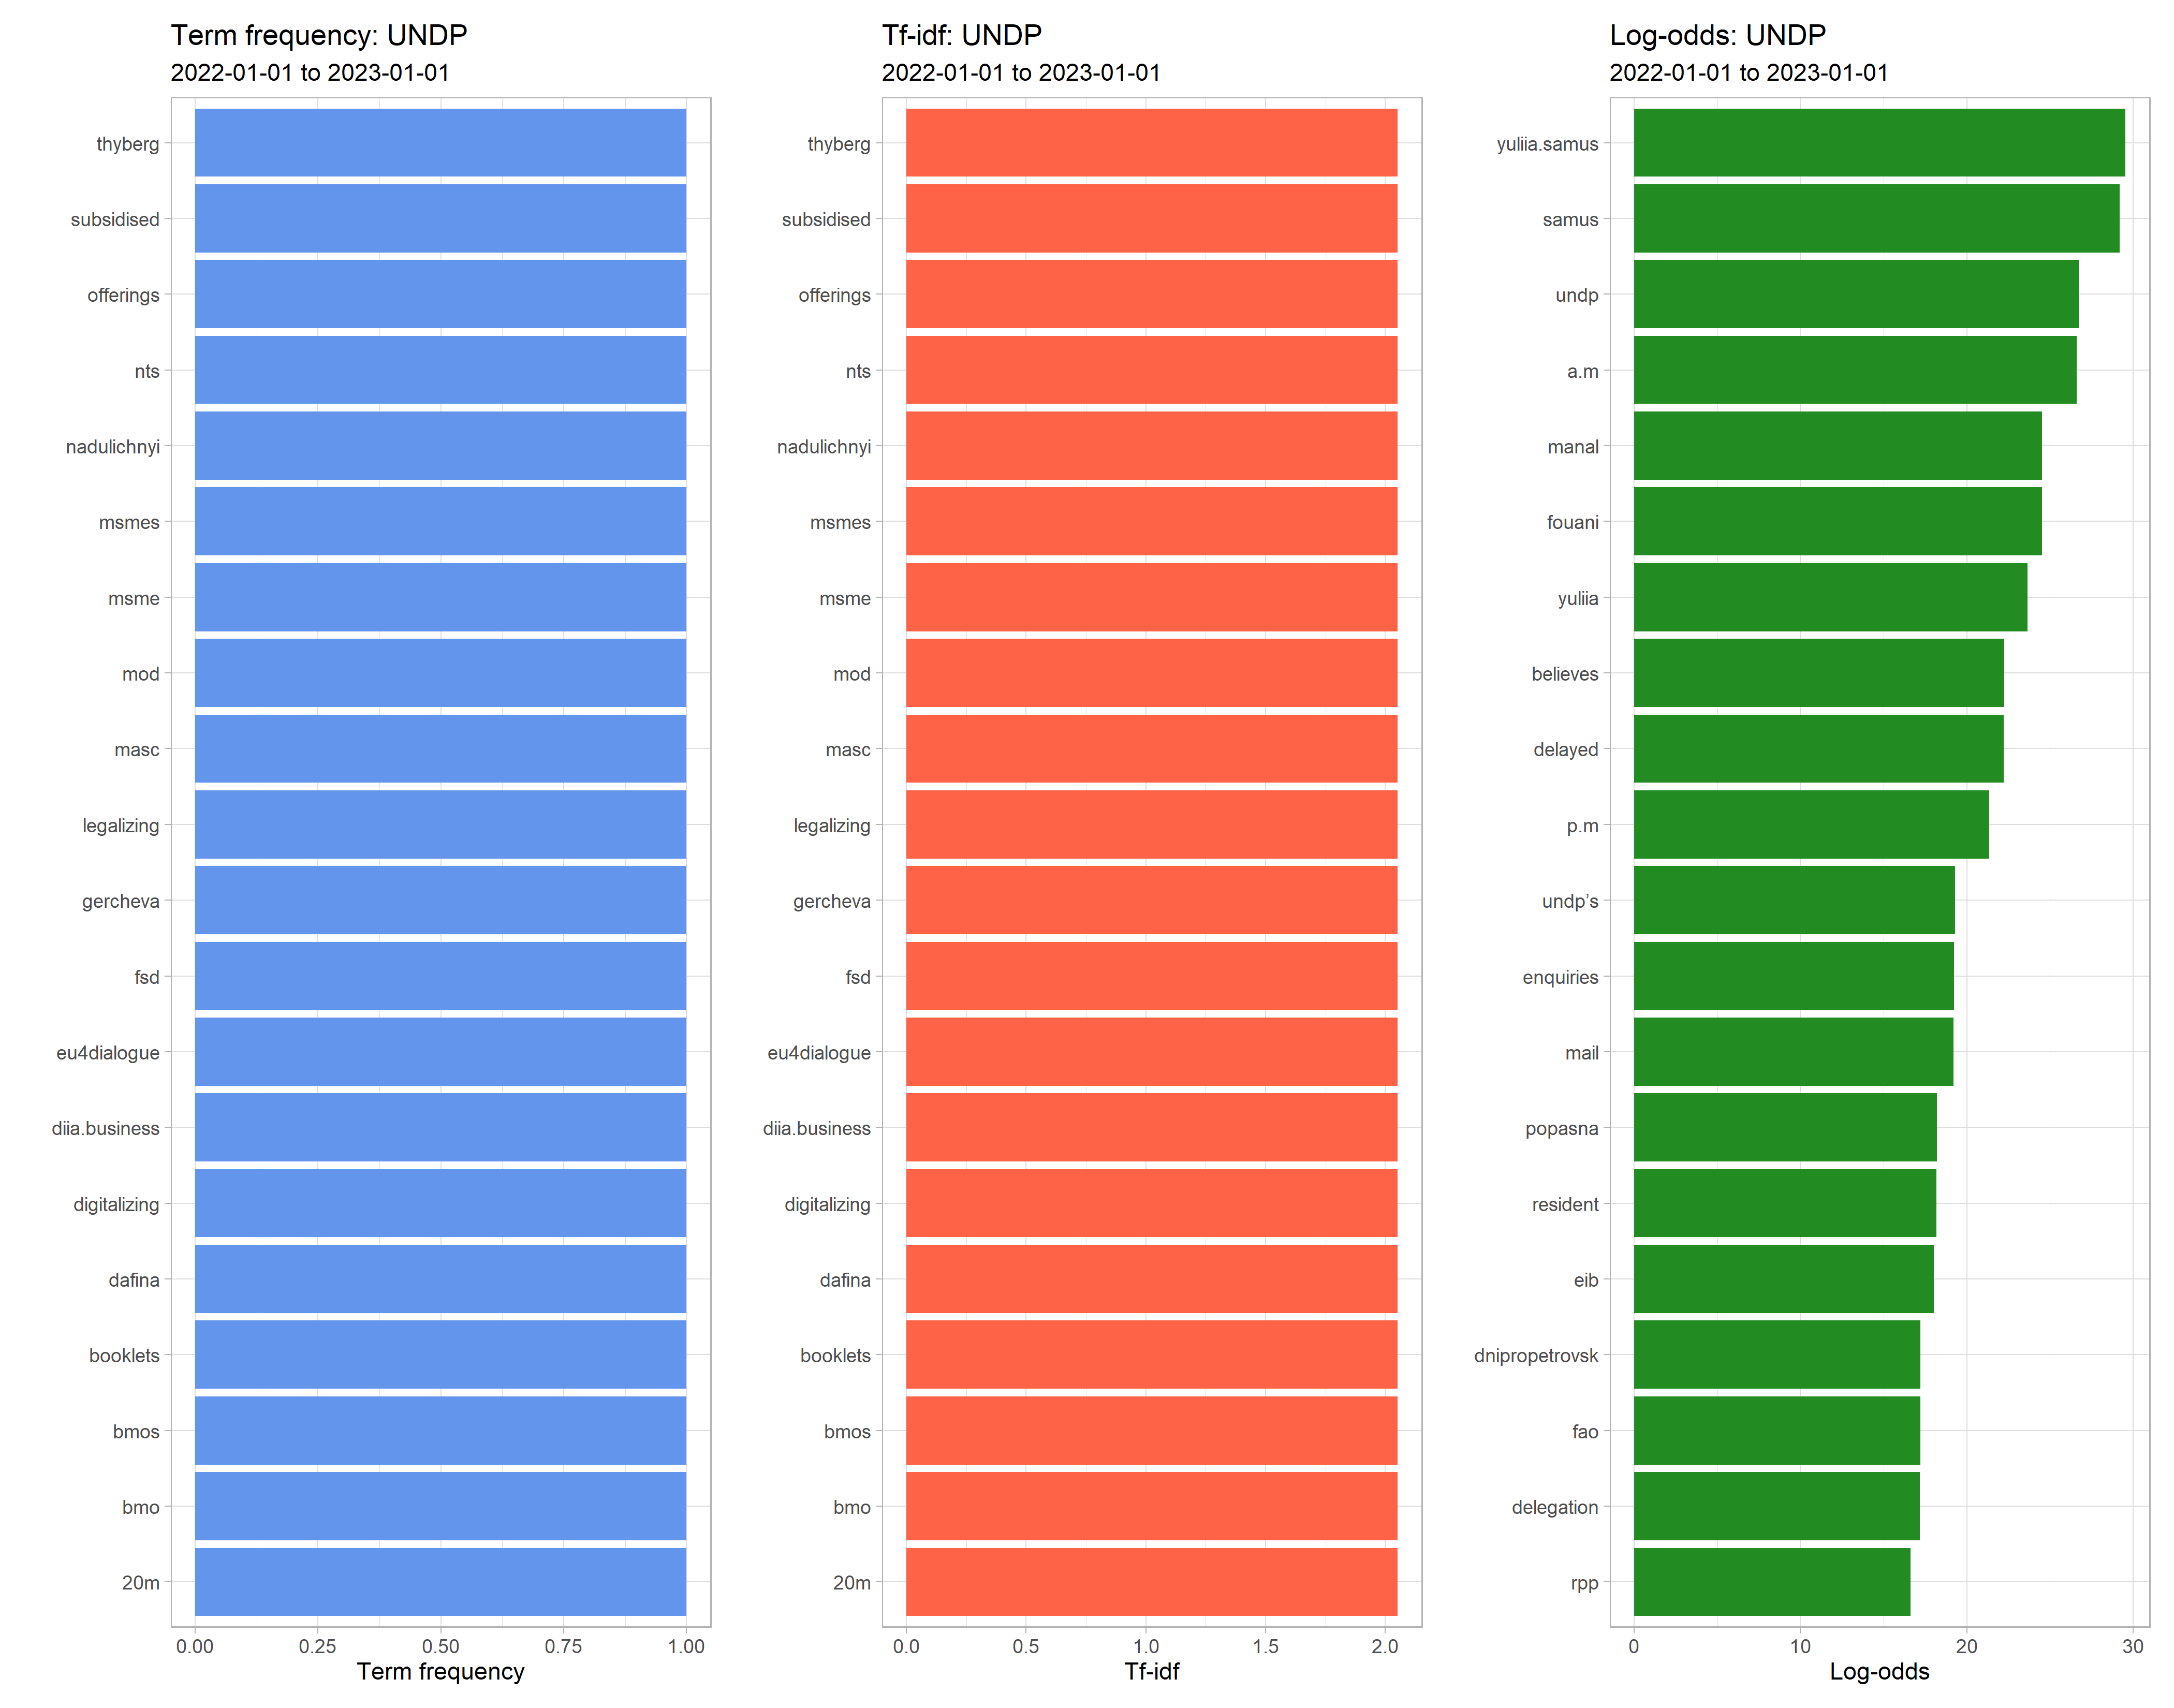 Term frequency: UNDP
2022-01-01 to 2023-01-01
thyberg
subsidised
offerings
nts
nadulichnyi
msmes
msme
mod
masc
legalizing
gercheva
fsd
eu4dialogue
diia.business
digitalizing
dafina
booklets
bmos
bmo
20m
0.00 0.25 0.50 0.75 1.00
Term frequency
Tf-idf: UNDP
2022-01-01 to 2023-01-01
thyberg
subsidised
offerings
nts
nadulichnyi
msmes
msme
mod
masc
legalizing
gercheva
fsd
eu4dialogue
diia.business
digitalizing
dafina
booklets
bmos
bmo
20m
0.0 0.5 1.0 1.5 2.0
Tf-idf
Log-odds: UNDP
2022-01-01 to 2023-01-01
yuliia.samus
samus
undp
a.m
manal
fouani
yuliia
believes
delayed
p.m
undp’s
enquiries
mail
popasna
resident
eib
dnipropetrovsk
fao
delegation
rpp
0 10 20 30
Log-odds